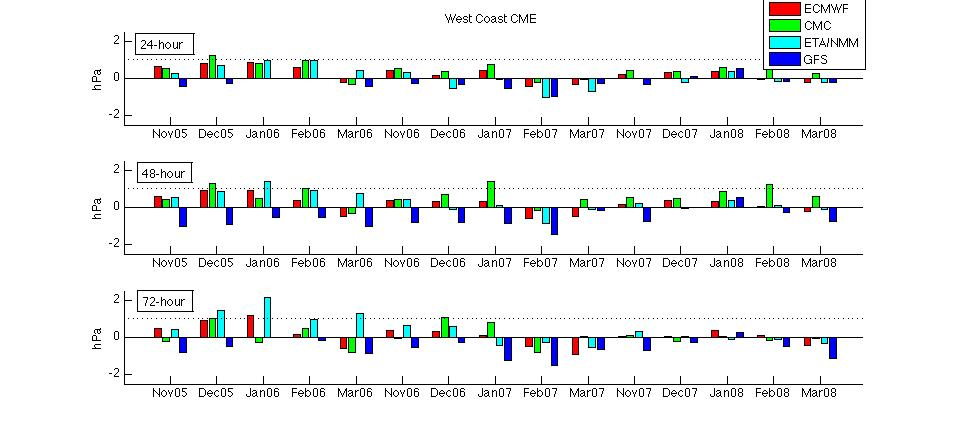 West Coast CME
ECMWF
CMC
ETA/NMM
GFS
24-hour
2
0
-2
hPa
Nov05 Dec05 Jan06 Feb06 Mar06 Nov06 Dec06 Jan07 Feb07 Mar07 Nov07 Dec07 Jan08 Feb08 Mar08
48-hour
2
0
-2
hPa
Nov05 Dec05 Jan06 Feb06 Mar06 Nov06 Dec06 Jan07 Feb07 Mar07 Nov07 Dec07 Jan08 Feb08 Mar08
72-hour
2
0
-2
hPa
Nov05 Dec05 Jan06 Feb06 Mar06 Nov06 Dec06 Jan07 Feb07 Mar07 Nov07 Dec07 Jan08 Feb08 Mar08